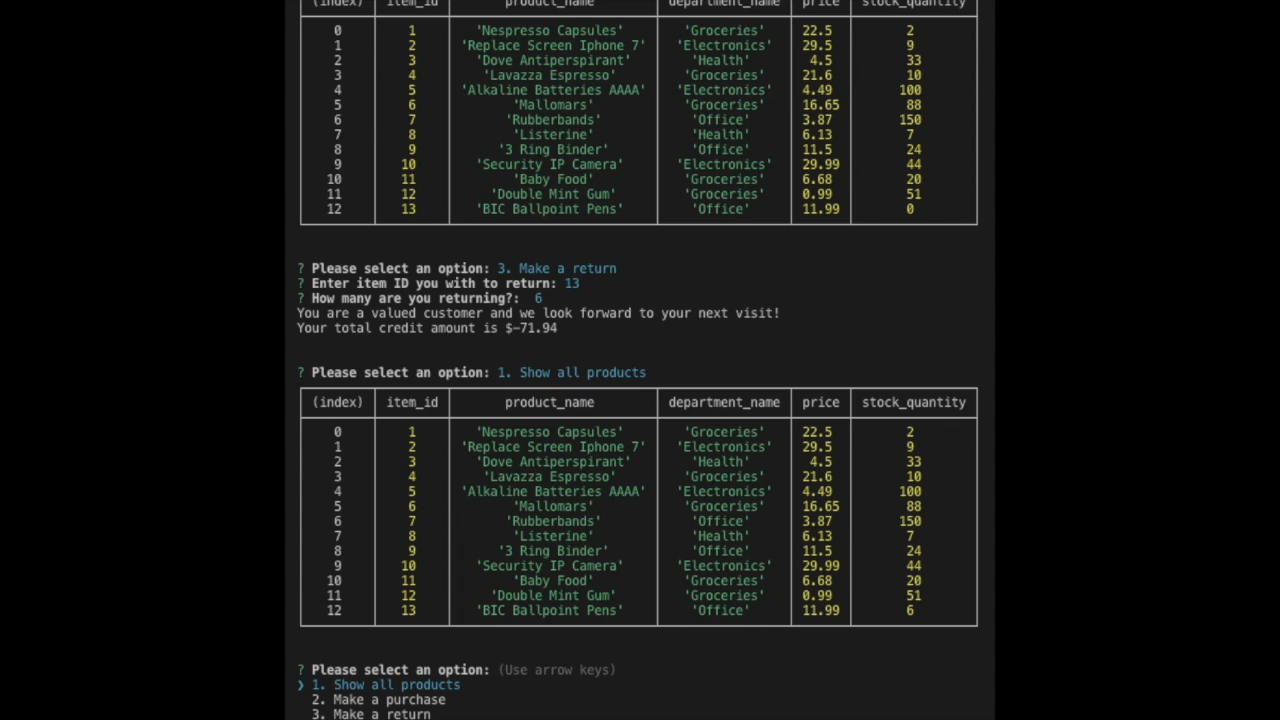 (index) item_id product_name department_name price stock_quantity
0 1 'Nespresso Capsules' 'Groceries' 22.5 2
1 2 'Replace Screen Iphone 7' 'Electronics' 29.5 9
2 3 'Dove Antiperspirant' 'Health' 4.5 33
3 4 'Lavazza Espresso' 'Groceries' 21.6 10
4 5 'Alkaline Batteries AAAA' 'Electronics' 4.49 100
5 6 'Mallomars' 'Groceries' 16.65 88
6 7 'Rubberbands' 'Office' 3.87 150
7 8 'Listerine' 'Health' 6.13 7
8 9 '3 Ring Binder' 'Office' 11.5 24
9 10 'Security IP Camera' 'Electronics' 29.99 44
10 11 'Baby Food' 'Groceries' 6.68 20
11 12 'Double Mint Gum' 'Groceries' 0.99 51
12 13 'BIC Ballpoint Pens' 'Office' 11.99 0
? Please select an option: 3. Make a return
? Enter item ID you with to return: 13
? How many are you returning?: 6
You are a valued customer and we look forward to your next visit!
Your total credit amount is $-71.94
? Please select an option: 1. Show all products
(index) item_id product_name department_name price stock_quantity
0 1 'Nespresso Capsules' 'Groceries' 22.5 2
1 2 'Replace Screen Iphone 7' 'Electronics' 29.5 9
2 3 'Dove Antiperspirant' 'Health' 4.5 33
3 4 'Lavazza Espresso' 'Groceries' 21.6 10
4 5 'Alkaline Batteries AAAA' 'Electronics' 4.49 100
5 6 'Mallomars' 'Groceries' 16.65 88
6 7 'Rubberbands' 'Office' 3.87 150
7 8 'Listerine' 'Health' 6.13 7
8 9 '3 Ring Binder' 'Office' 11.5 24
9 10 'Security IP Camera' 'Electronics' 29.99 44
10 11 'Baby Food' 'Groceries' 6.68 20
11 12 'Double Mint Gum' 'Groceries' 0.99 51
12 13 'BIC Ballpoint Pens' 'Office' 11.99 6
? Please select an option: (Use arrow keys)
❯ 1. Show all products
2. Make a purchase
3. Make a return